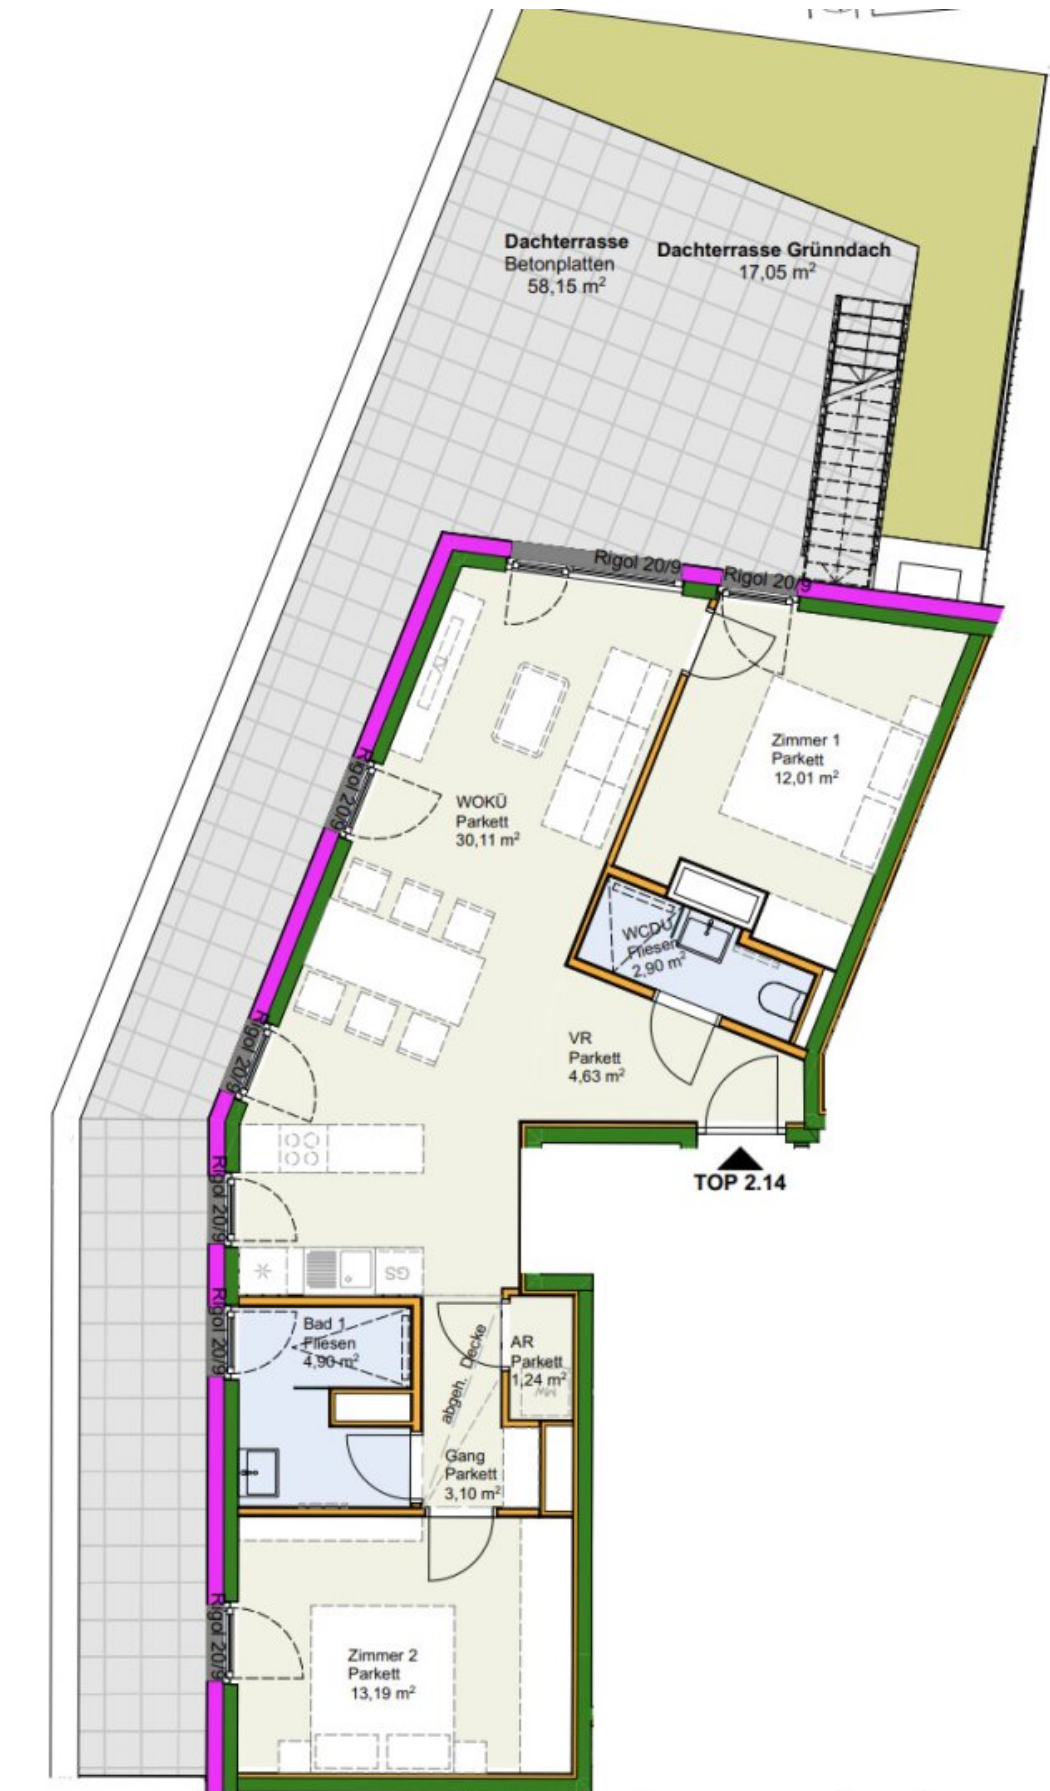 Dachterrasse
Betonplatten
58,15 m²
Dachterrasse Grünndach
17,05 m²
Rigol 20/9
Rigol 20/9
Zimmer 1
Parkett
12,01 m²
Rigol 20/9
WOKÜ
Parkett
30,11 m²
WCDU
Fliesen
2,90 m²
Rigol 20/9
VR
Parkett
4,63 m²
TOP 2.14
Rigol 20/9
GS
Rigol 20/9
Bad 1
Fliesen
4,90 m²
abgeh. Decke
AR
Parkett
1,24 m²
MW
Gang
Parkett
3,10 m²
Rigol 20/9
Zimmer 2
Parkett
13,19 m²